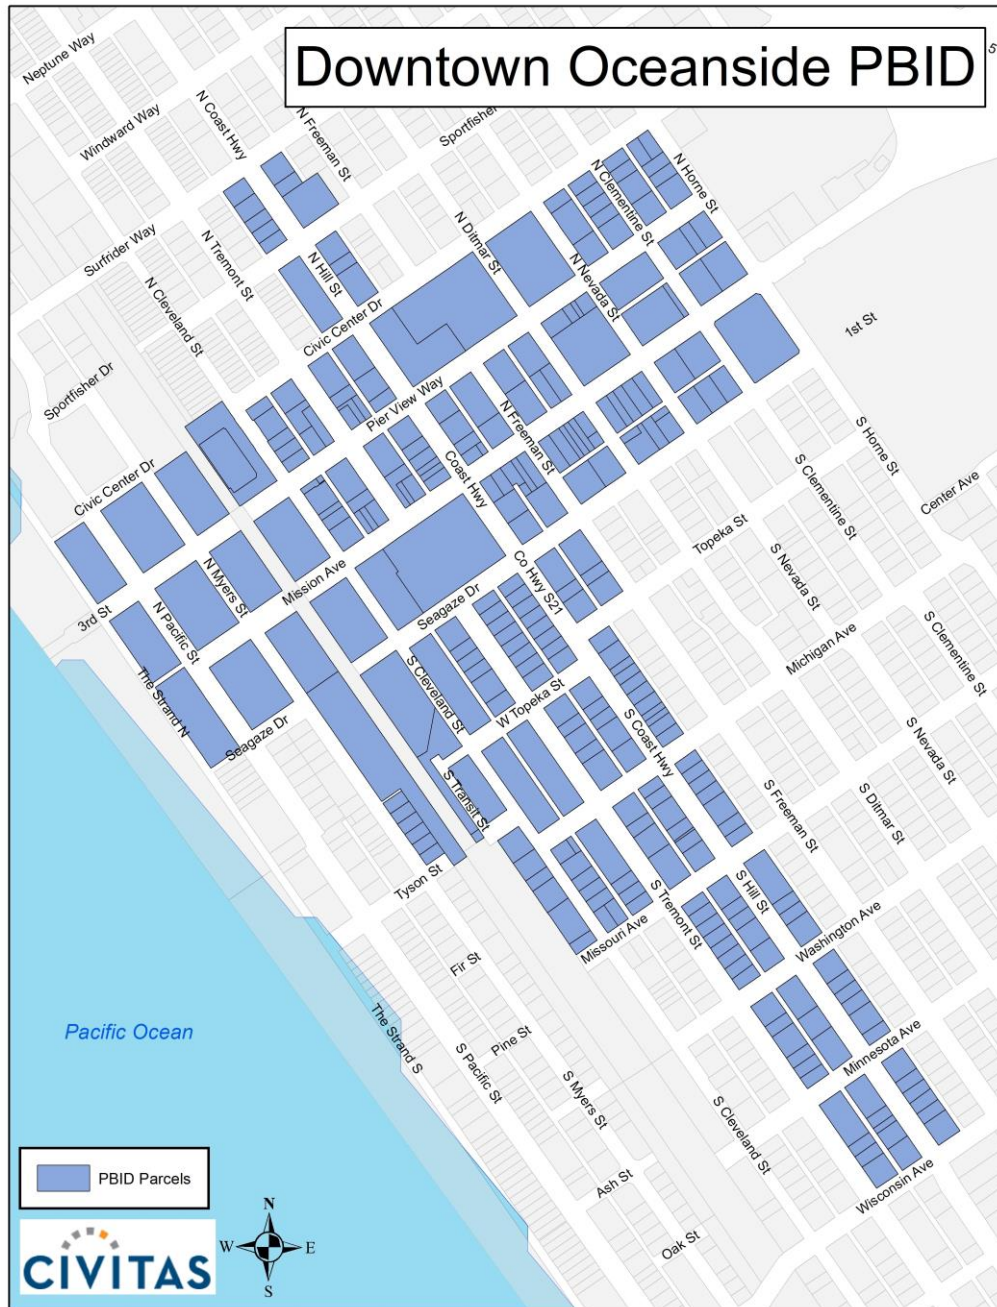 Downtown Oceanside PBID
5
Neptune Way
Windward Way
N Coast Hwy
N Freeman St
Sportfisher
Surfrider Way
N Tremont St
N Hill St
N Ditmar St
N Clementine St
N Horne St
N Nevada St
N Cleveland St
Civic Center Dr
1st St
Sportfisher Dr
Pier View Way
N Freeman St
Coast Hwy
Civic Center Dr
S Horne St
S Clementine St
Center Ave
Topeka St
S Nevada St
Mission Ave
N Myers St
3rd St
N Pacific St
Seagaze Dr
Co Hwy S21
Michigan Ave
S Clementine St
The Strand N
Seagaze Dr
S Cleveland St
W Topeka St
S Coast Hwy
S Nevada St
S Transit St
S Freeman St
S Ditmar St
Tyson St
S Hill St
S Tremont St
Washington Ave
Missouri Ave
Fir St
Pacific Ocean
The Strand S
Pine St
S Pacific St
S Myers St
Minnesota Ave
S Cleveland St
Ash St
Wisconsin Ave
Oak St
PBID Parcels
CIVITAS
N
W
E
S